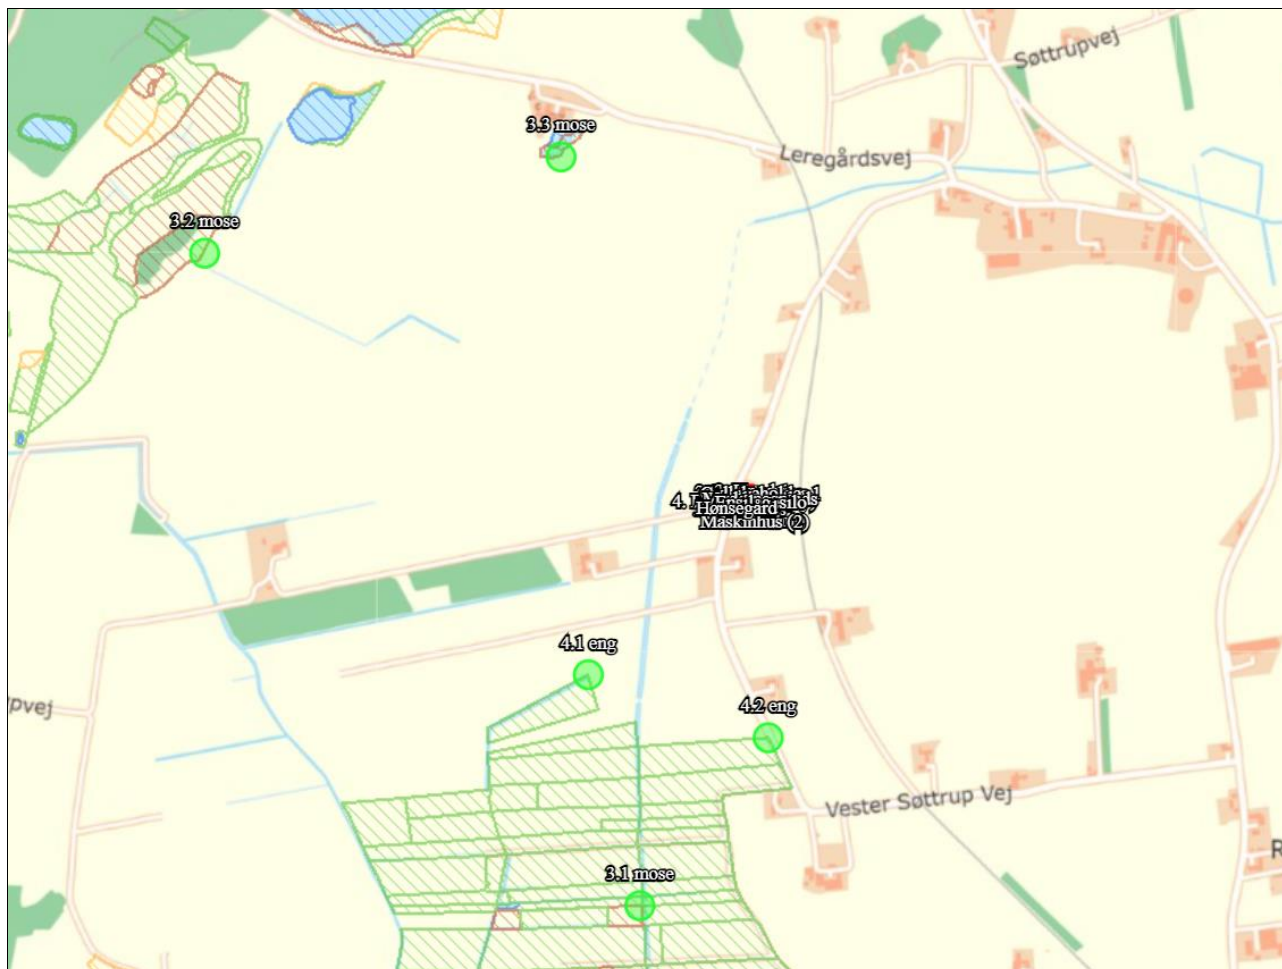 Søttrupvej
3.3 mose
Leregårdsvej
3.2 mose
4.
Hønsegård
Maskinhus (2)
4.1 eng
pvej
4.2 eng
Vester Søttrup Vej
R
3.1 mose